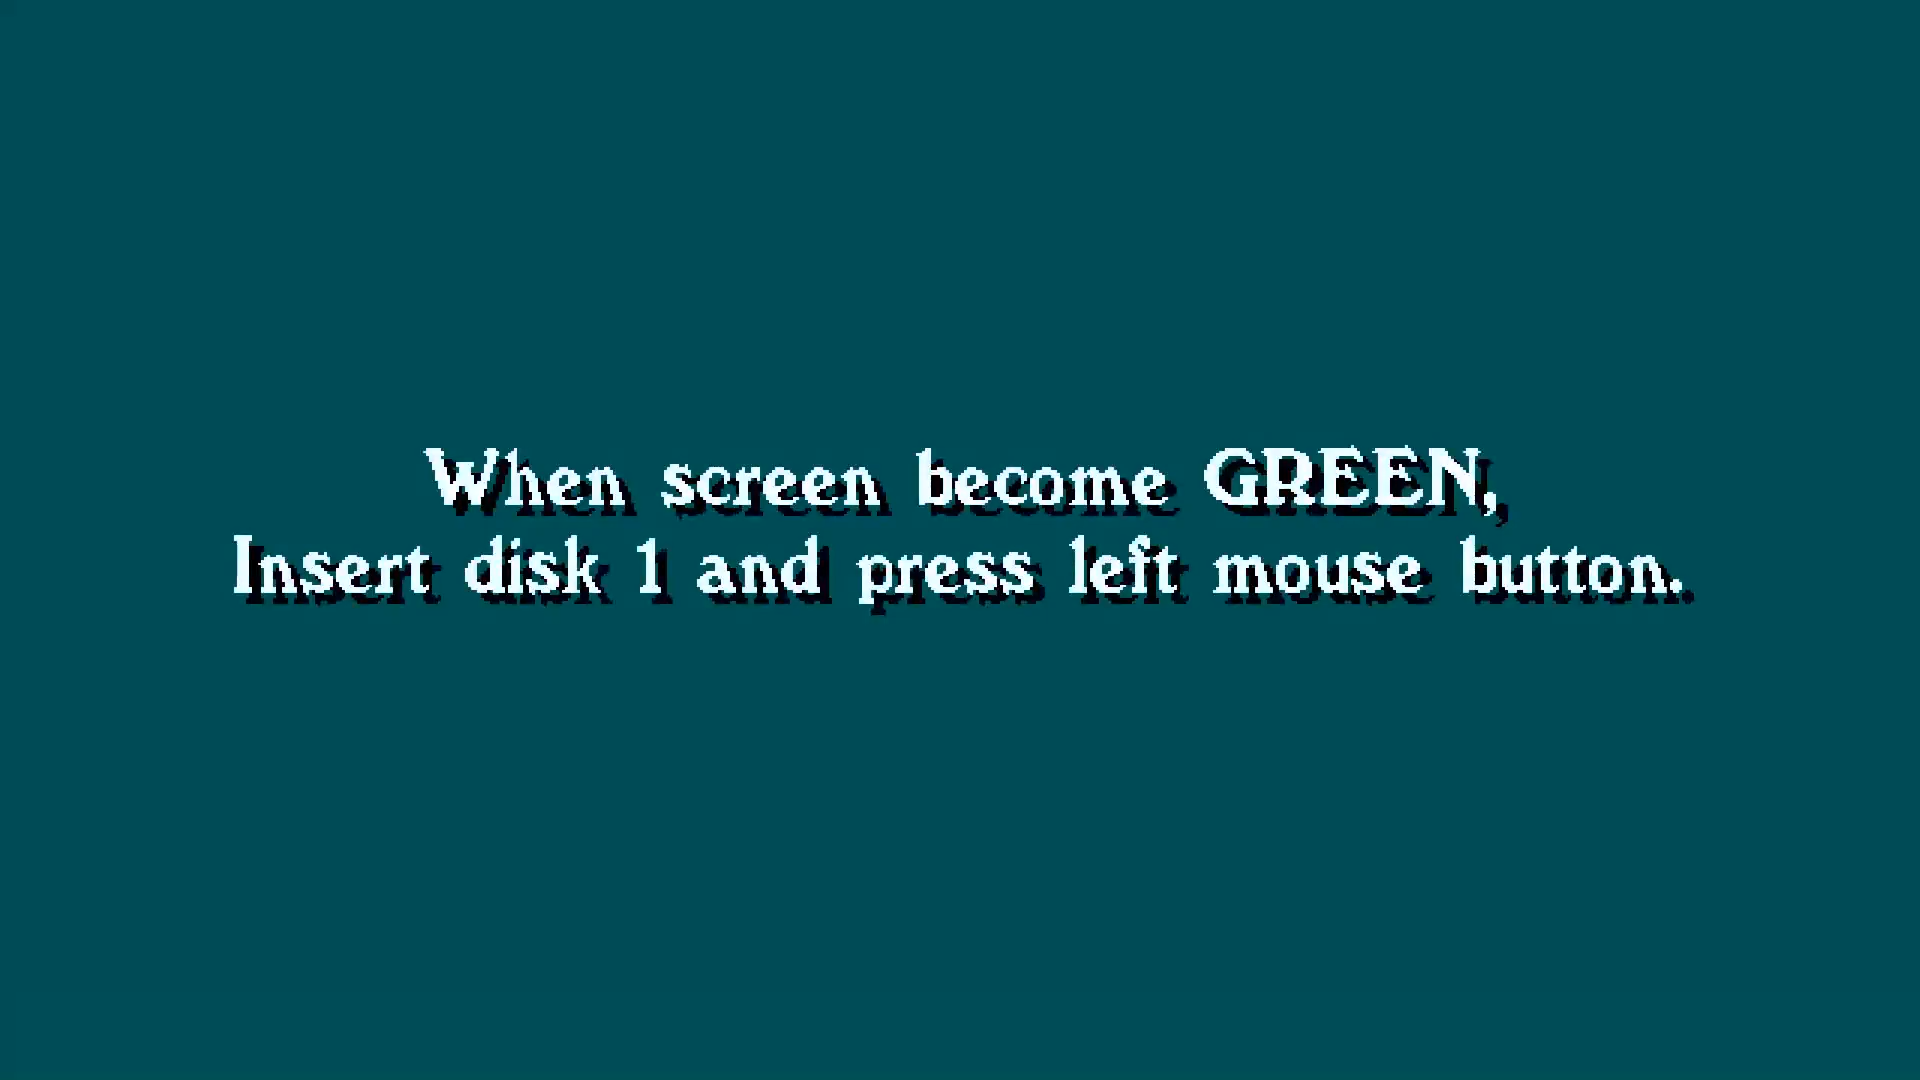 When screen become GREEN,
Insert disk 1 and press left mouse button.